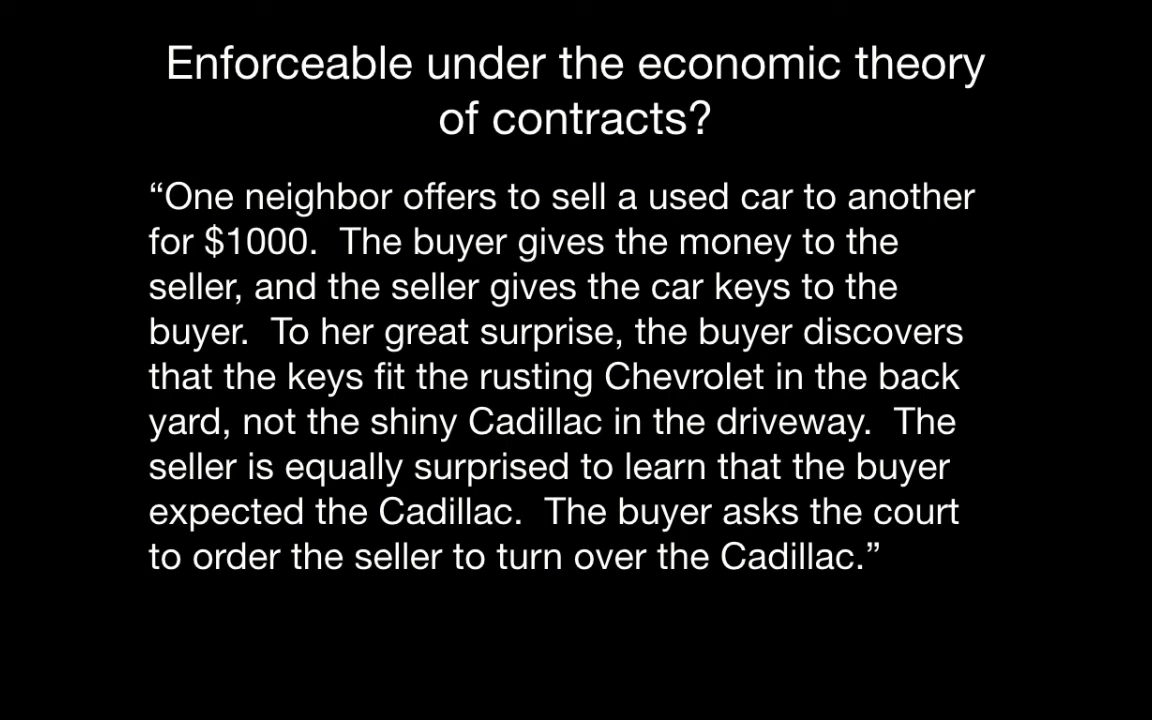 Enforceable under the economic theory
of contracts?
“One neighbor offers to sell a used car to another
for $1000.  The buyer gives the money to the
seller, and the seller gives the car keys to the
buyer.  To her great surprise, the buyer discovers
that the keys fit the rusting Chevrolet in the back
yard, not the shiny Cadillac in the driveway.  The
seller is equally surprised to learn that the buyer
expected the Cadillac.  The buyer asks the court
to order the seller to turn over the Cadillac.”